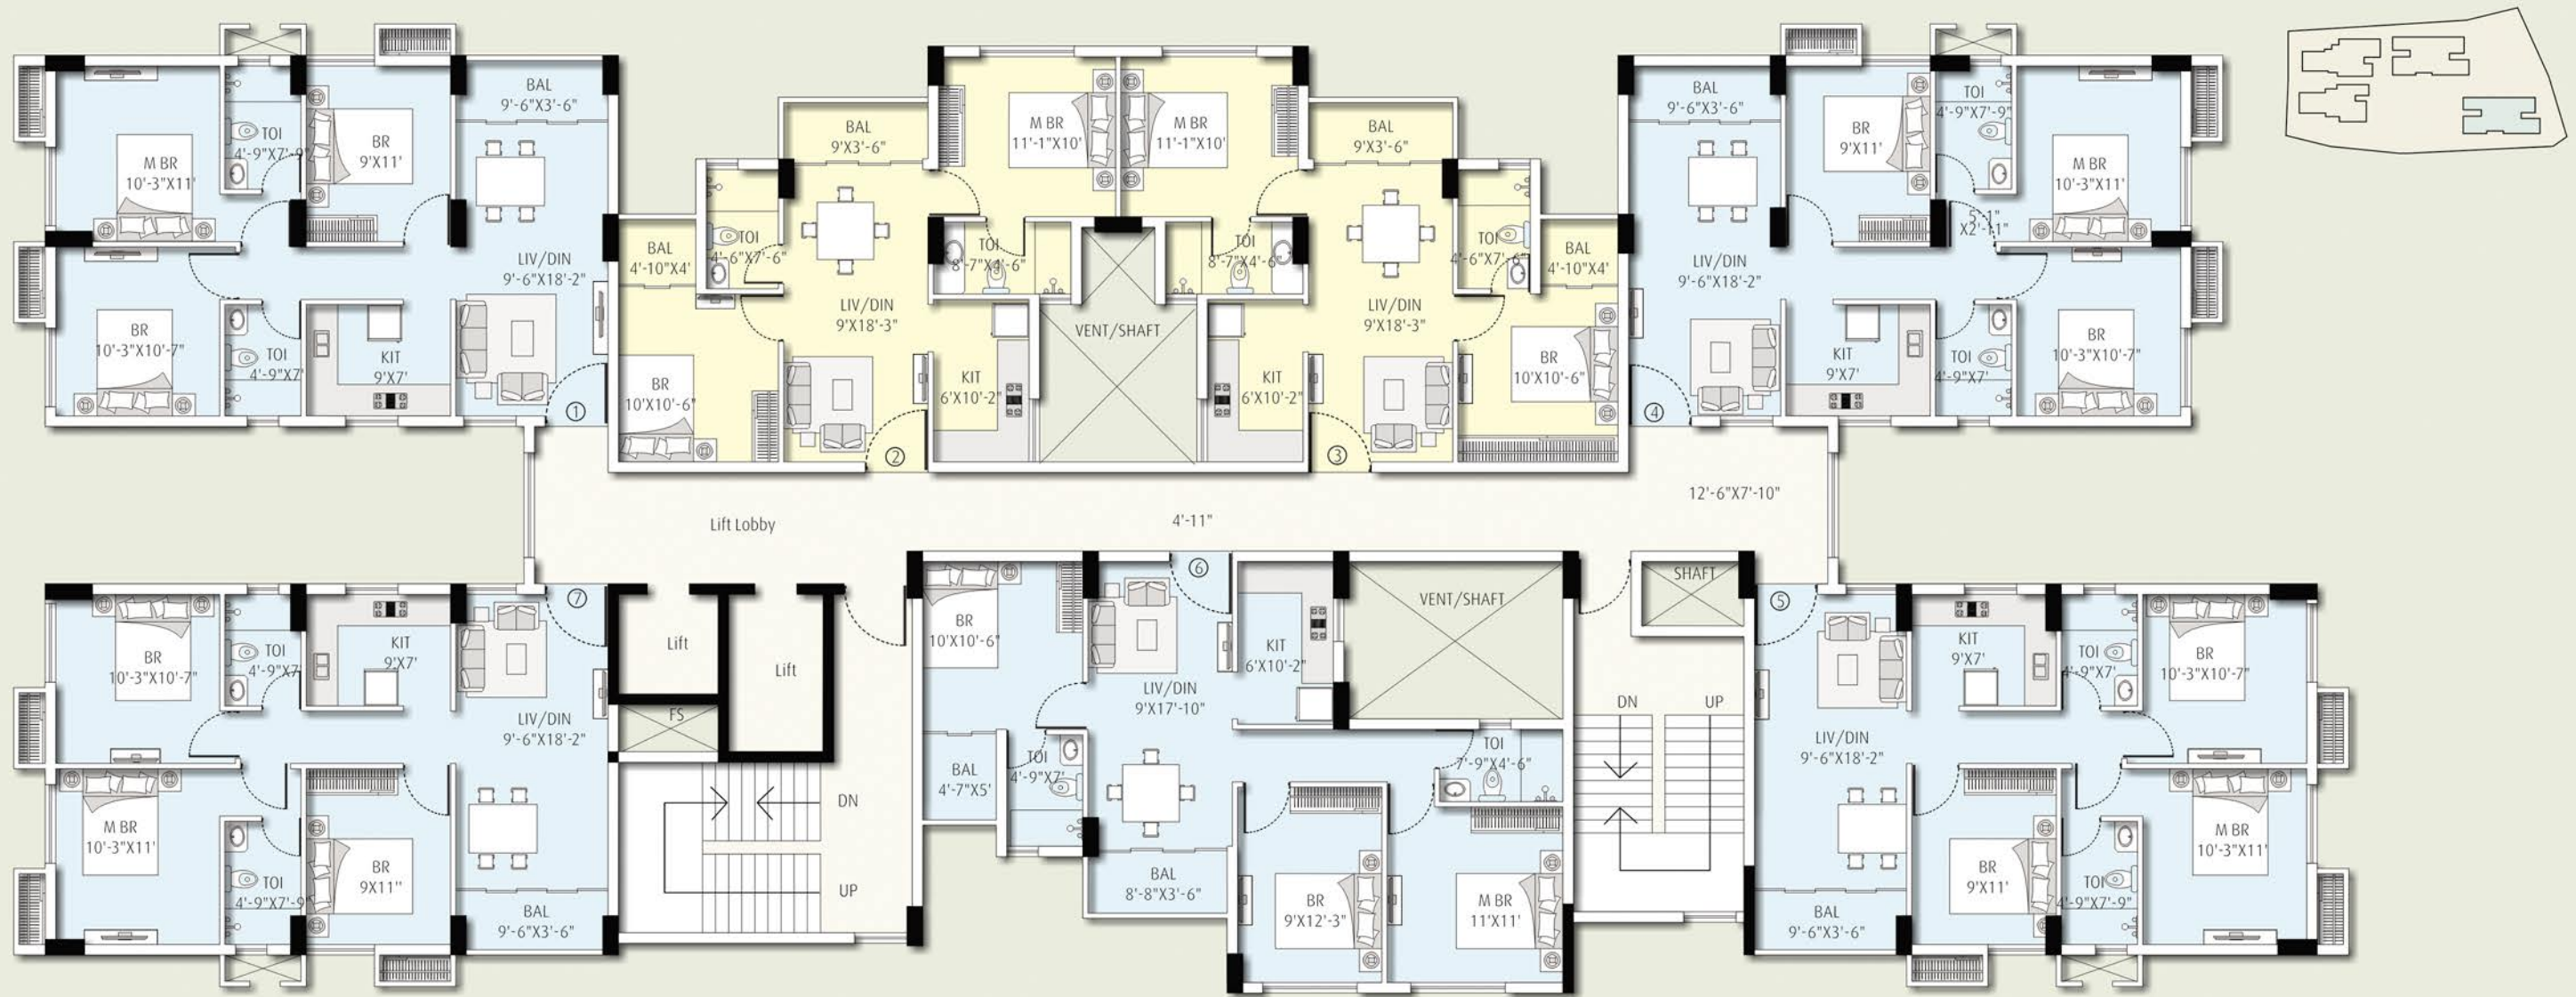 BAL
9'-6"X3'-6"
TOI
4'-9"X7'-9"
BR
9'X11'
M BR
10'-3"X11'
LIV/DIN
9'-6"X18'-2"
BR
10'-3"X10'-7"
TOI
4'-9"X7'
KIT
9'X7'
①
BAL
4'-10"X4'
TOI
4'-6"X7'-6"
BAL
9'X3'-6"
M BR
11'-1"X10'
TOI
8'-7"X4'-6"
LIV/DIN
9'X18'-3"
BR
10'X10'-6"
KIT
6'X10'-2"
②
VENT/SHAFT
M BR
11'-1"X10'
BAL
9'X3'-6"
TOI
8'-7"X4'-6"
TOI
4'-6"X7'-6"
BAL
4'-10"X4'
LIV/DIN
9'X18'-3"
KIT
6'X10'-2"
BR
10'X10'-6"
③
BAL
9'-6"X3'-6"
BR
9'X11'
TOI
4'-9"X7'-9"
M BR
10'-3"X11'
5'-1"
X2'-11"
LIV/DIN
9'-6"X18'-2"
KIT
9'X7'
TOI
4'-9"X7'
BR
10'-3"X10'-7"
④
Lift Lobby
4'-11"
12'-6"X7'-10"
⑦
BR
10'-3"X10'-7"
TOI
4'-9"X7'
KIT
9'X7'
LIV/DIN
9'-6"X18'-2"
M BR
10'-3"X11'
TOI
4'-9"X7'-9"
BR
9X11"
BAL
9'-6"X3'-6"
Lift
Lift
FS
DN
UP
⑥
BR
10'X10'-6"
KIT
6'X10'-2"
LIV/DIN
9'X17'-10"
BAL
4'-7"X5'
TOI
4'-9"X7'
TOI
7'-9"X4'-6"
BAL
8'-8"X3'-6"
BR
9'X12'-3"
M BR
11'X11'
VENT/SHAFT
SHAFT
DN
UP
⑤
KIT
9'X7'
TOI
4'-9"X7'
BR
10'-3"X10'-7"
LIV/DIN
9'-6"X18'-2"
M BR
10'-3"X11'
BR
9'X11'
TOI
4'-9"X7'-9"
BAL
9'-6"X3'-6"